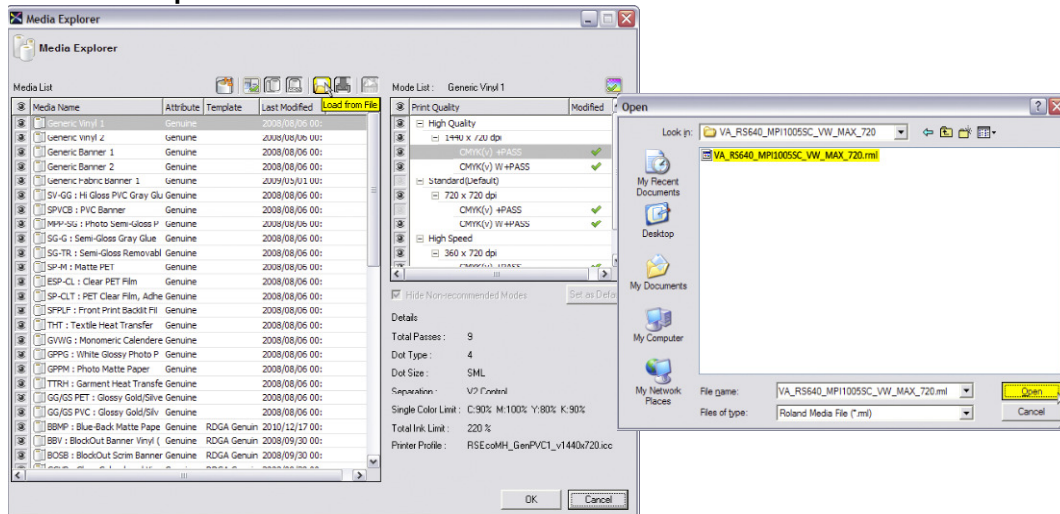 Media Explorer
Media Explorer
Media List
Media Name Attribute Template Last Modified
Load from File
Generic Vinyl 1 Genuine 2008/08/06 00:
Generic Vinyl 2 Genuine 2008/08/06 00:
Generic Banner 1 Genuine 2008/08/06 00:
Generic Banner 2 Genuine 2008/08/06 00:
Generic Fabric Banner 1 Genuine 2009/05/01 00:
SV-GG : Hi Gloss PVC Gray Glu Genuine 2008/08/06 00:
SPVCB : PVC Banner Genuine 2008/08/06 00:
MPP-SG : Photo Semi-Gloss P Genuine 2008/08/06 00:
SG-G : Semi-Gloss Gray Glue Genuine 2008/08/06 00:
SG-TR : Semi-Gloss Removabl Genuine 2008/08/06 00:
SP-M : Matte PET Genuine 2008/08/06 00:
ESP-CL : Clear PET Film Genuine 2008/08/06 00:
SP-CLT : PET Clear Film, Adhe Genuine 2008/08/06 00:
SFPLF : Front Print Backlit Fil Genuine 2008/08/06 00:
THT : Textile Heat Transfer Genuine 2008/08/06 00:
GVWG : Monomeric Calendere Genuine 2008/08/06 00:
GPPG : White Glossy Photo P Genuine 2008/08/06 00:
GPPM : Photo Matte Paper Genuine 2008/08/06 00:
TTRH : Garment Heat Transfe Genuine 2008/08/06 00:
GG/GS PET : Glossy Gold/Silve Genuine 2008/08/06 00:
GG/GS PVC : Glossy Gold/Silv Genuine 2008/08/06 00:
BBMP : Blue-Back Matte Pape Genuine RDGA Genuin 2010/12/17 00:
BBV : BlockOut Banner Vinyl ( Genuine RDGA Genuin 2008/09/30 00:
BOSB : BlockOut Scrim Banner Genuine RDGA Genuin 2008/09/30 00:
Mode List : Generic Vinyl 1
Print Quality Modified
High Quality
1440 x 720 dpi
CMYK(v) +PASS
CMYK(v) W+PASS
Standard(Default)
720 x 720 dpi
CMYK(v) +PASS
CMYK(v) W+PASS
High Speed
360 x 720 dpi
Hide Non-recommended Modes
Set as Defa
Details
Total Passes : 9
Dot Type : 4
Dot Size : SML
Separation : V2 Control
Single Color Limit : C:90% M:100% Y:80% K:90%
Total Ink Limit : 220 %
Printer Profile : RSEcoMH_GenPVC1_v1440x720.icc
OK Cancel
Open
Look in: VA_RS640_MPI1005SC_VW_MAX_720
VA_RS640_MPI1005SC_VW_MAX_720.rml
My Recent
Documents
Desktop
My Documents
My Computer
My Network
Places
File name: VA_RS640_MPI1005SC_VW_MAX_720.rml Open
Files of type: Roland Media File (*.rml) Cancel